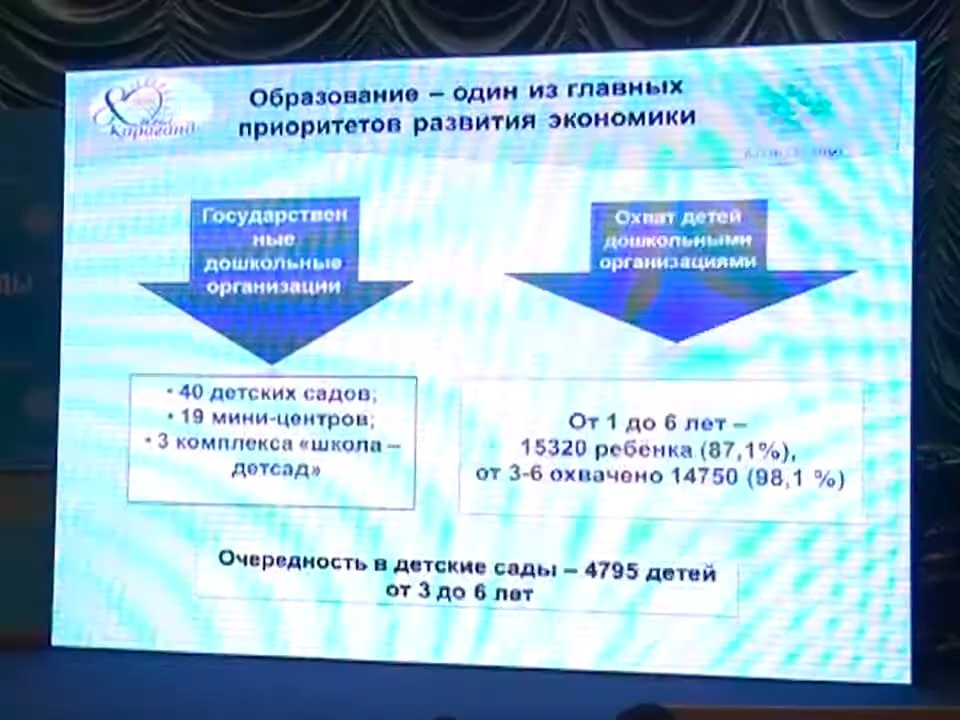 Караганда
Образование – один из главных
приоритетов развития экономики
Государствен
ные
дошкольные
организации
Охват детей
дошкольными
организациями
• 40 детских садов;
• 19 мини-центров;
• 3 комплекса «школа –
детсад»
От 1 до 6 лет –
15320 ребенка (87,1%),
от 3-6 охвачено 14750 (98,1 %)
Очередность в детские сады – 4795 детей
от 3 до 6 лет